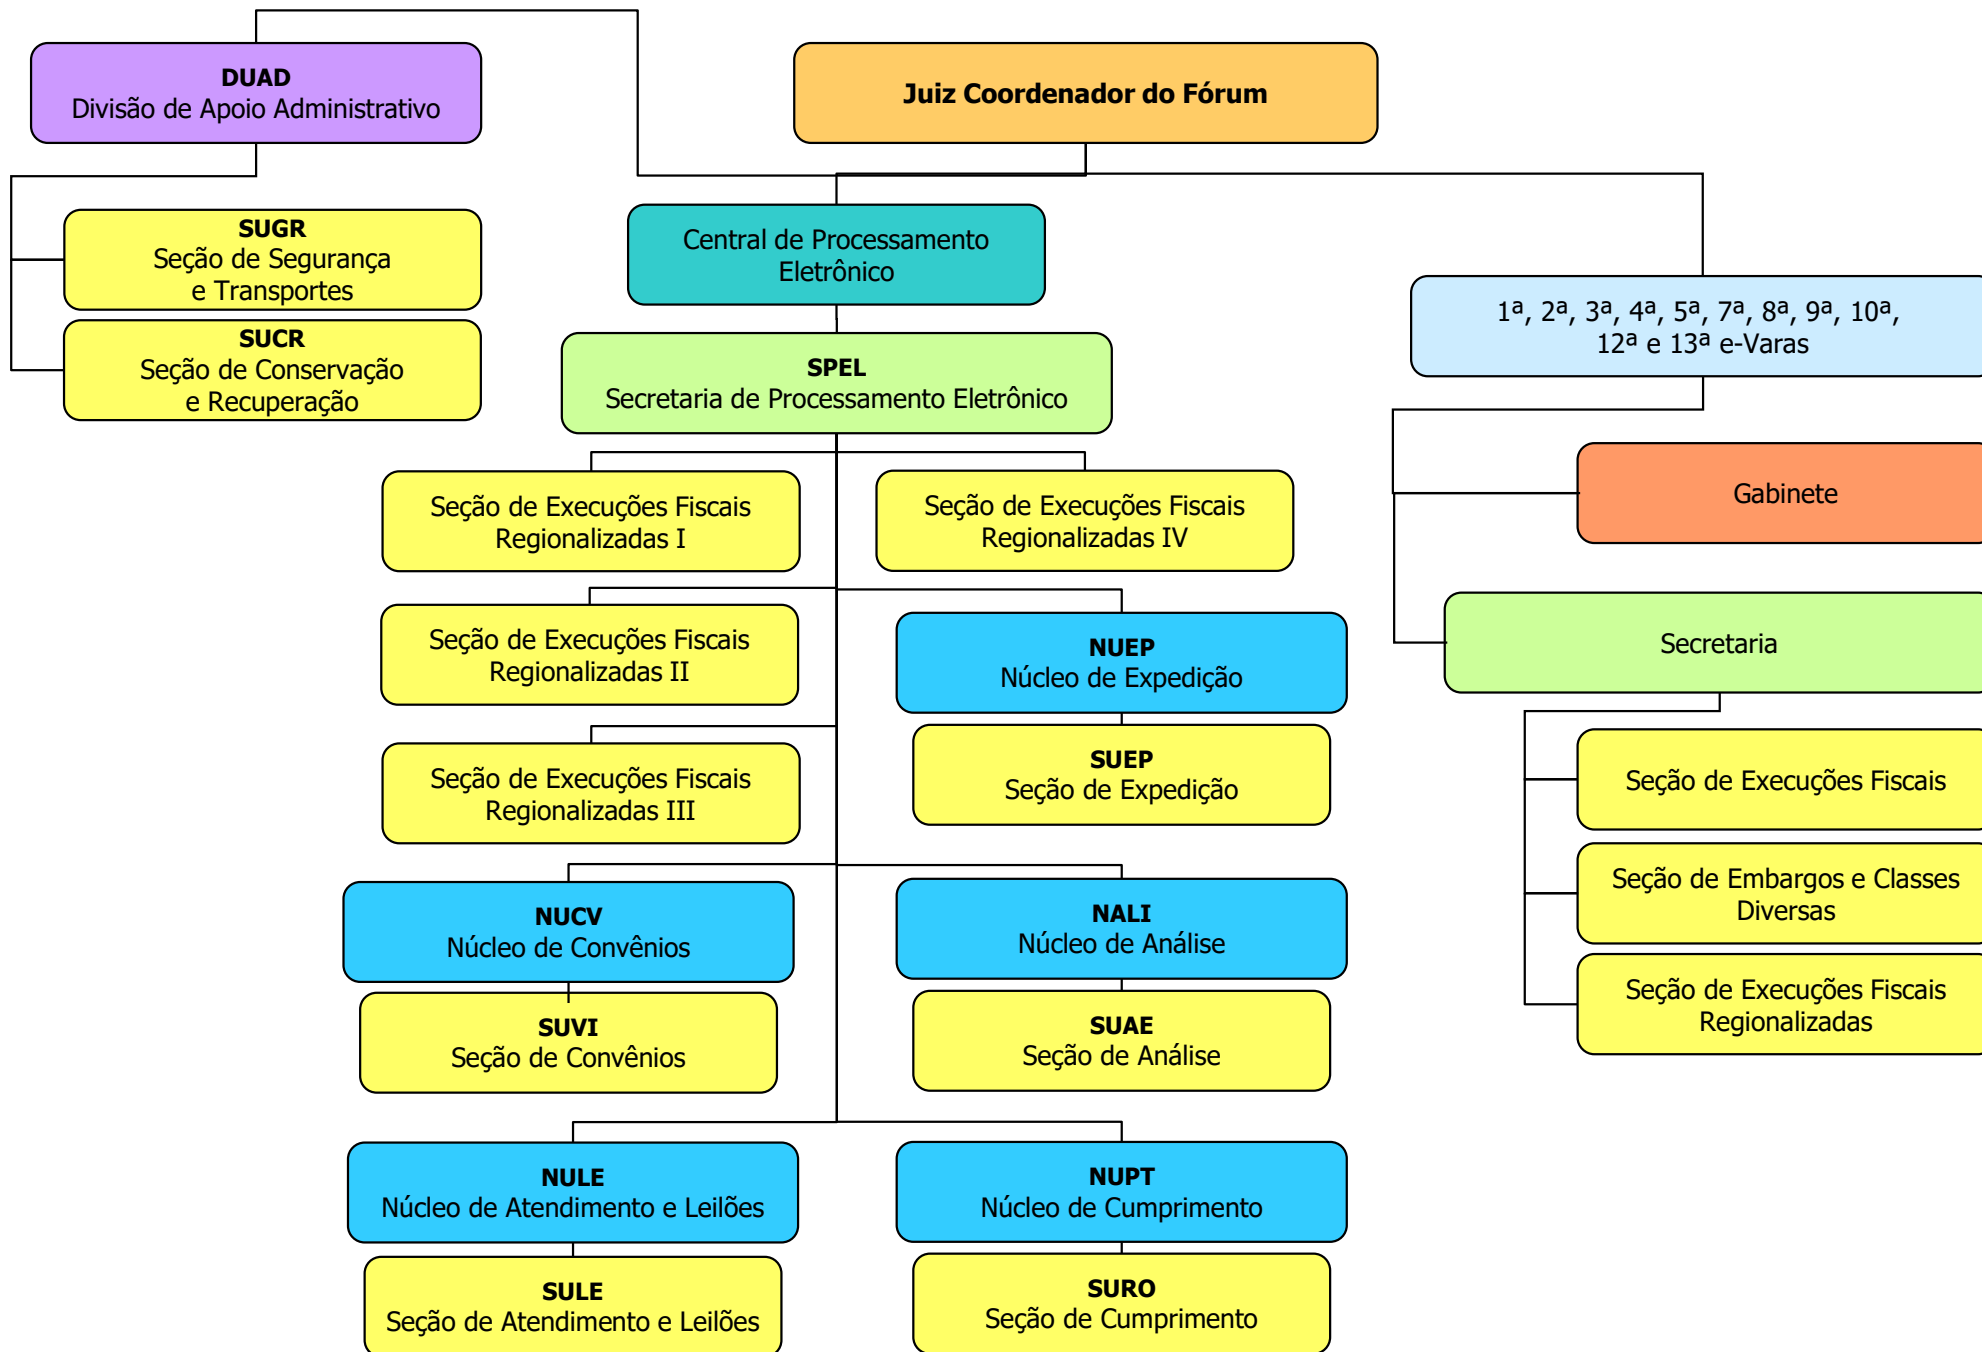 DUAD
Divisão de Apoio Administrativo
Juiz Coordenador do Fórum
SUGR
Seção de Segurança
e Transportes
SUCR
Seção de Conservação
e Recuperação
Central de Processamento
Eletrônico
SPEL
Secretaria de Processamento Eletrônico
Seção de Execuções Fiscais
Regionalizadas I
Seção de Execuções Fiscais
Regionalizadas IV
Seção de Execuções Fiscais
Regionalizadas II
NUEP
Núcleo de Expedição
Seção de Execuções Fiscais
Regionalizadas III
SUEP
Seção de Expedição
NUCV
Núcleo de Convênios
NALI
Núcleo de Análise
SUVI
Seção de Convênios
SUAE
Seção de Análise
NULE
Núcleo de Atendimento e Leilões
NUPT
Núcleo de Cumprimento
SULE
Seção de Atendimento e Leilões
SURO
Seção de Cumprimento
1ª, 2ª, 3ª, 4ª, 5ª, 7ª, 8ª, 9ª, 10ª,
12ª e 13ª e-Varas
Gabinete
Secretaria
Seção de Execuções Fiscais
Seção de Embargos e Classes
Diversas
Seção de Execuções Fiscais
Regionalizadas